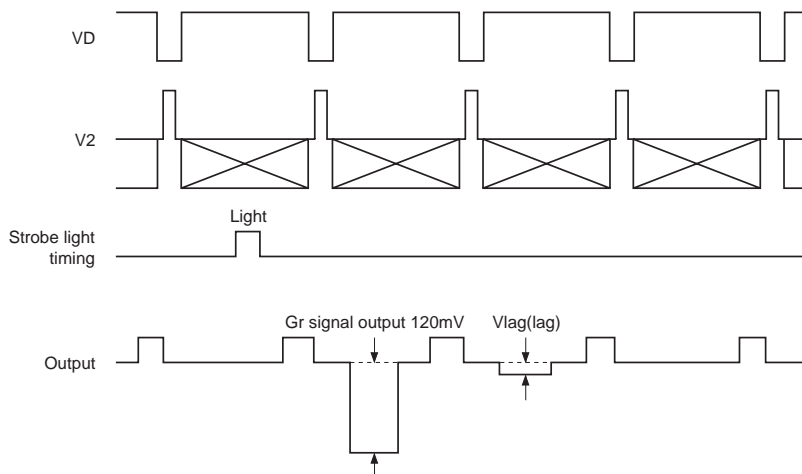 VD
V2
Light
Strobe light
timing
Gr signal output 120mV
Vlag(lag)
Output